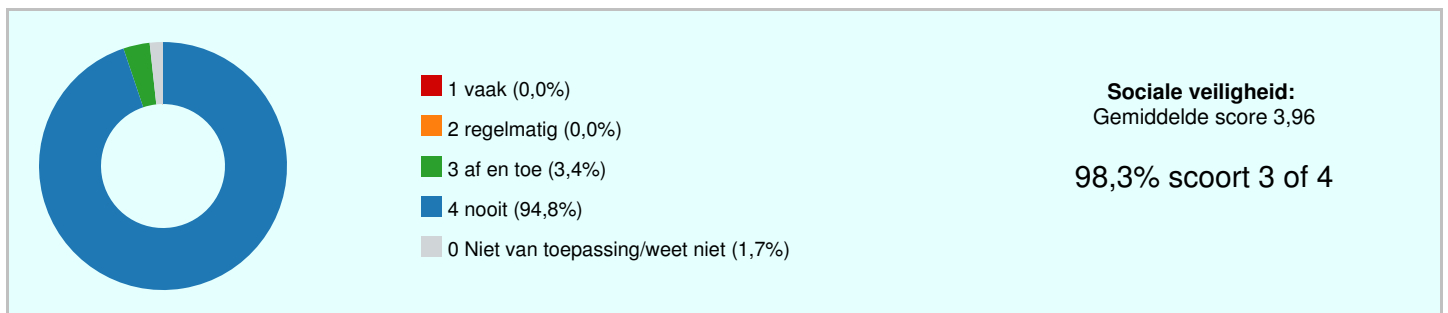 1 vaak (0,0%)
2 regelmatig (0,0%)
3 af en toe (3,4%)
4 nooit (94,8%)
0 Niet van toepassing/weet niet (1,7%)
Sociale veiligheid:
Gemiddelde score 3,96
98,3% scoort 3 of 4